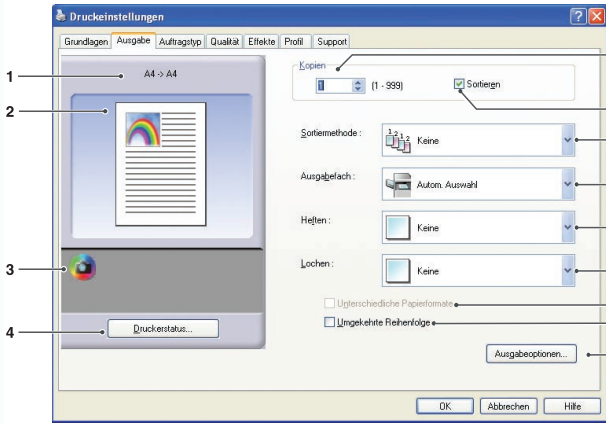 Druckeinstellungen
Grundlagen Ausgabe Auftragstyp Qualität Effekte Profil Support
1
A4 -> A4
2
3
4
Druckerstatus...
Kopien
1 (1 - 999) Sortieren
Sortiermethode : Keine
Ausgabefach : Autom. Auswahl
Heften : Keine
Lochen : Keine
Unterschiedliche Papierformate
Umgekehrte Reihenfolge
Ausgabeoptionen...
OK Abbrechen Hilfe